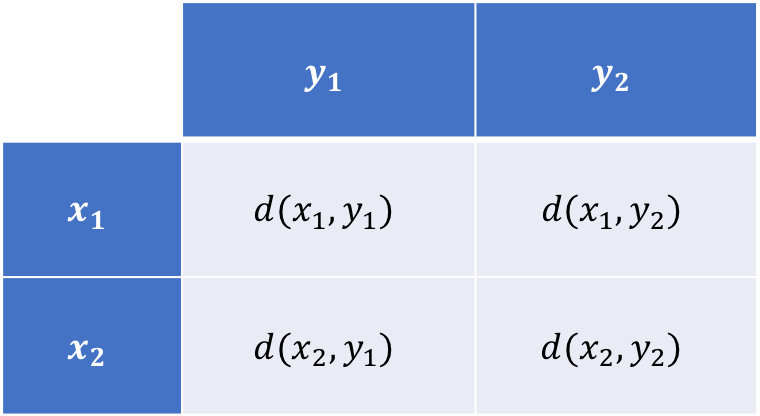 y₁ y₂
x₁ d(x₁, y₁) d(x₁, y₂)
x₂ d(x₂, y₁) d(x₂, y₂)